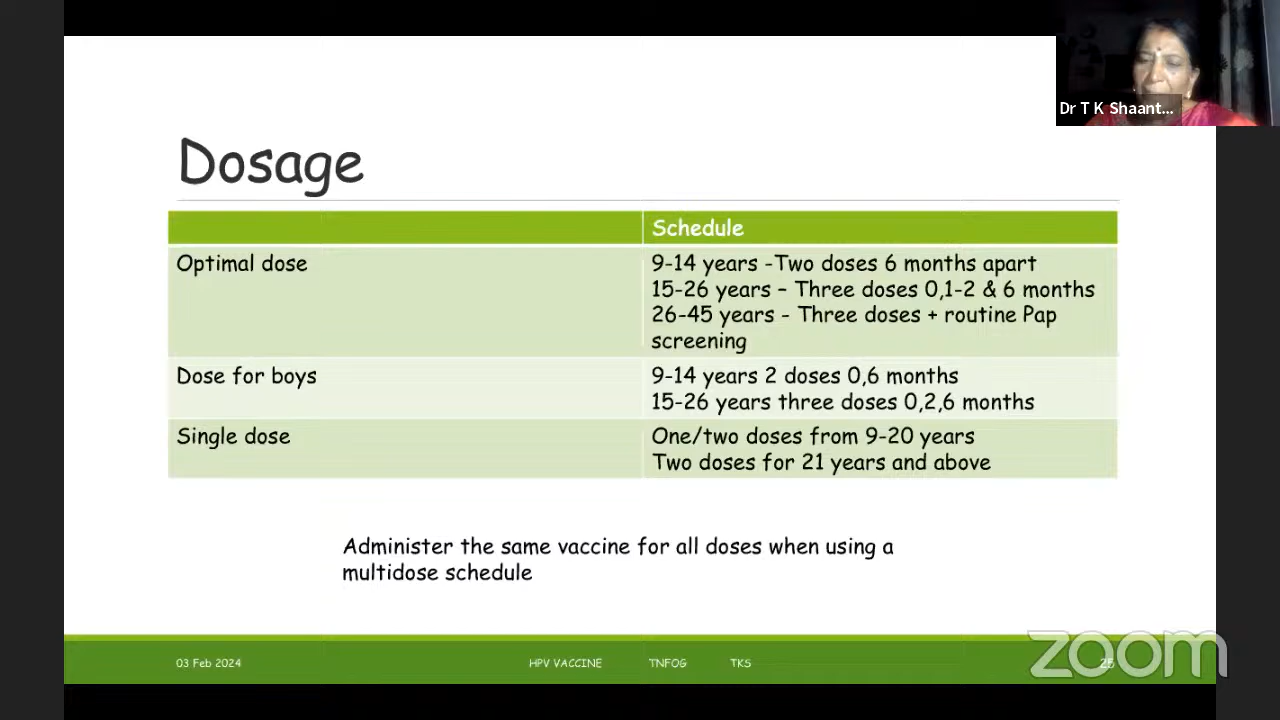 Dr T K Shaant...
Dosage
Schedule
Optimal dose
9-14 years -Two doses 6 months apart
15-26 years – Three doses 0,1-2 & 6 months
26-45 years - Three doses + routine Pap
screening
Dose for boys
9-14 years 2 doses 0,6 months
15-26 years three doses 0,2,6 months
Single dose
One/two doses from 9-20 years
Two doses for 21 years and above
Administer the same vaccine for all doses when using a
multidose schedule
03 Feb 2024
HPV VACCINE TNFOG TKS
25
zoom